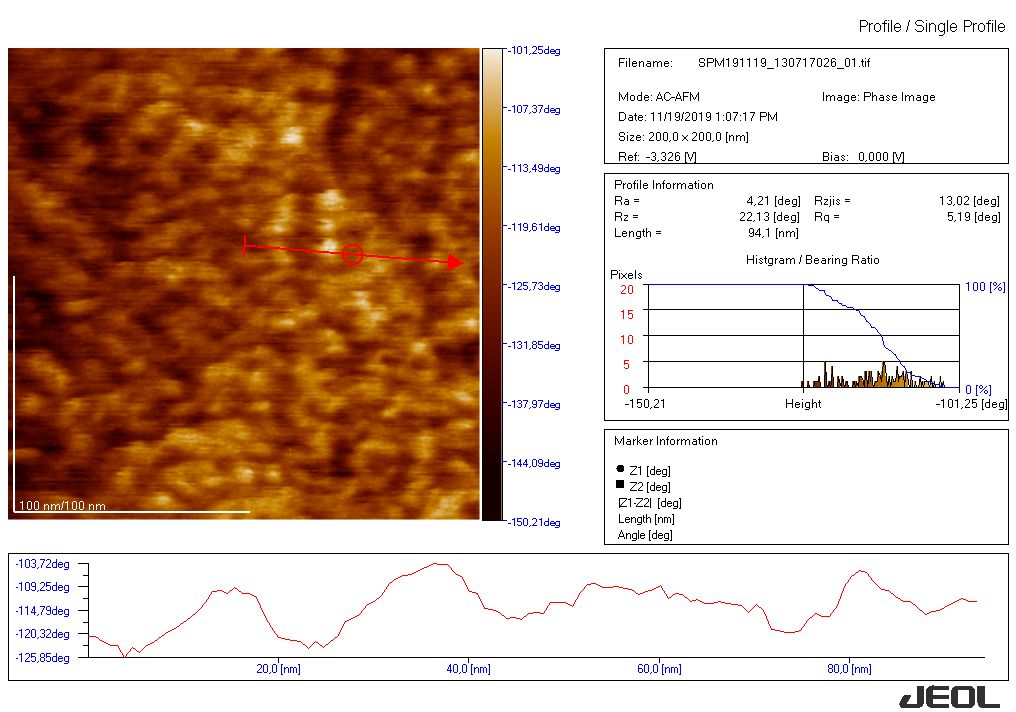 Profile / Single Profile
-101,25deg
-107,37deg
-113,49deg
-119,61deg
-125,73deg
-131,85deg
-137,97deg
-144,09deg
-150,21deg
100 nm/100 nm
Filename: SPM191119_130717026_01.tif
Mode: AC-AFM Image: Phase Image
Date: 11/19/2019 1:07:17 PM
Size: 200,0 x 200,0 [nm]
Ref: -3,326 [V] Bias: 0,000 [V]
Profile Information
Ra = 4,21 [deg] Rzjis = 13,02 [deg]
Rz = 22,13 [deg] Rq = 5,19 [deg]
Length = 94,1 [nm]
Histgram / Bearing Ratio
Pixels
20 100 [%]
15
10
5
0 0 [%]
-150,21 Height -101,25 [deg]
Marker Information
Z1 [deg]
Z2 [deg]
|Z1-Z2| [deg]
Length [nm]
Angle [deg]
-103,72deg
-109,25deg
-114,79deg
-120,32deg
-125,85deg
20,0 [nm] 40,0 [nm] 60,0 [nm] 80,0 [nm]
JEOL